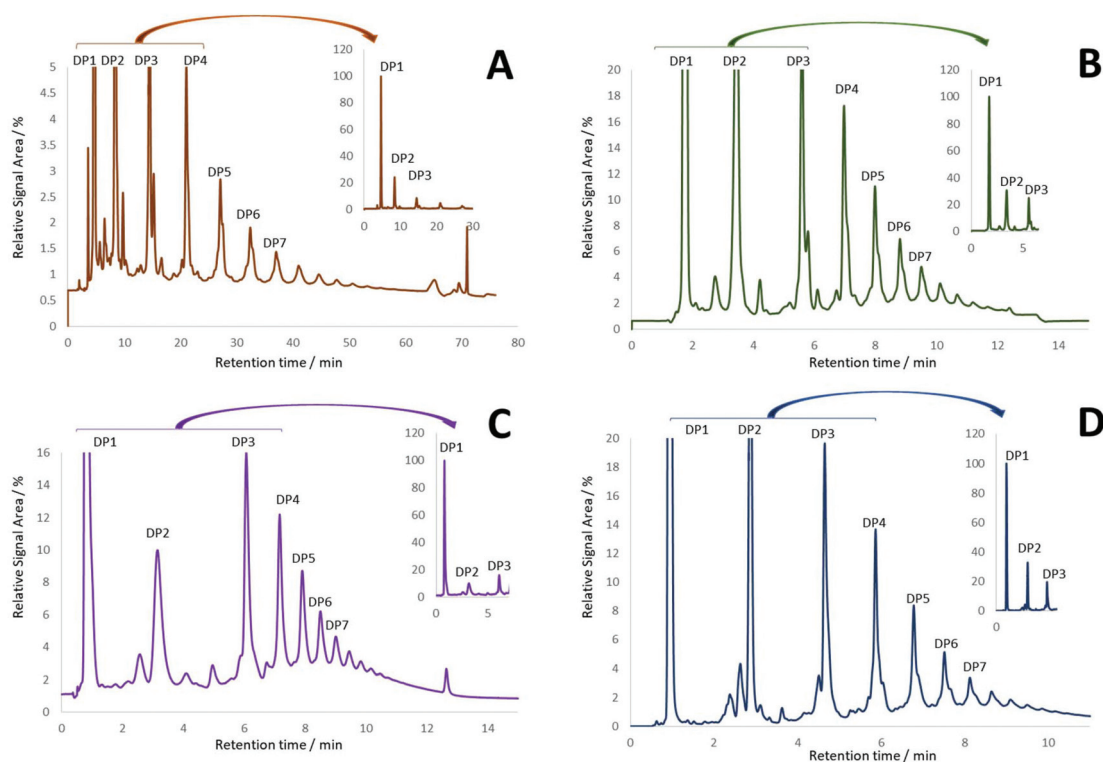 A
DP1 DP2 DP3 DP4
Relative Signal Area / %
5
4.5
4
3.5
3
2.5
2
1.5
1
0.5
0
DP5
DP6
DP7
0 10 20 30 40 50 60 70 80
Retention time / min
120
100
80
60
40
20
0
DP1
DP2
DP3
0 10 20 30
B
DP1 DP2 DP3
Relative Signal Area / %
20
18
16
14
12
10
8
6
4
2
0
DP4
DP5
DP6
DP7
0 2 4 6 8 10 12 14
Retention time / min
120
100
80
60
40
20
0
DP1
DP2 DP3
0 5
C
DP1 DP3
Relative Signal Area / %
16
14
12
10
8
6
4
2
0
DP2
DP4
DP5
DP6
DP7
0 2 4 6 8 10 12 14
Retention time / min
120
100
80
60
40
20
0
DP1
DP2 DP3
0 5
D
DP1 DP2 DP3
Relative Signal Area / %
20
18
16
14
12
10
8
6
4
2
0
DP4
DP5
DP6
DP7
0 2 4 6 8 10
Retention time / min
120
100
80
60
40
20
0
DP1
DP2
DP3
0